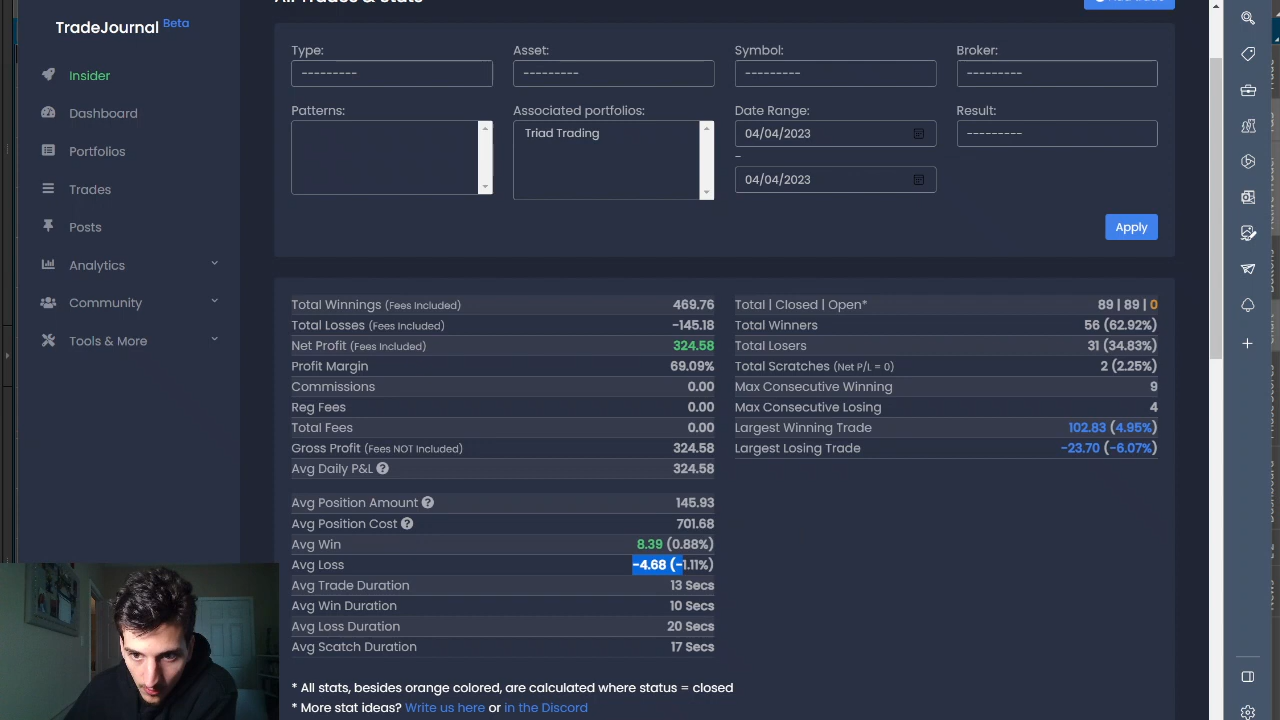 All Trades & Stats
Add trade
TradeJournal Beta
Insider
Dashboard
Portfolios
Trades
Posts
Analytics
Community
Tools & More
Type:
Asset:
Symbol:
Broker:
---------
---------
---------
---------
Patterns:
Associated portfolios:
Date Range:
Result:
Triad Trading
04/04/2023
---------
–
04/04/2023
Apply
Total Winnings (Fees Included) 469.76
Total Losses (Fees Included) -145.18
Net Profit (Fees Included) 324.58
Profit Margin 69.09%
Commissions 0.00
Reg Fees 0.00
Total Fees 0.00
Gross Profit (Fees NOT Included) 324.58
Avg Daily P&L ? 324.58
Total | Closed | Open* 89 | 89 | 0
Total Winners 56 (62.92%)
Total Losers 31 (34.83%)
Total Scratches (Net P/L = 0) 2 (2.25%)
Max Consecutive Winning 9
Max Consecutive Losing 4
Largest Winning Trade 102.83 (4.95%)
Largest Losing Trade -23.70 (-6.07%)
Avg Position Amount ? 145.93
Avg Position Cost ? 701.68
Avg Win 8.39 (0.88%)
Avg Loss -4.68 (-1.11%)
Avg Trade Duration 13 Secs
Avg Win Duration 10 Secs
Avg Loss Duration 20 Secs
Avg Scatch Duration 17 Secs
* All stats, besides orange colored, are calculated where status = closed
* More stat ideas? Write us here or in the Discord